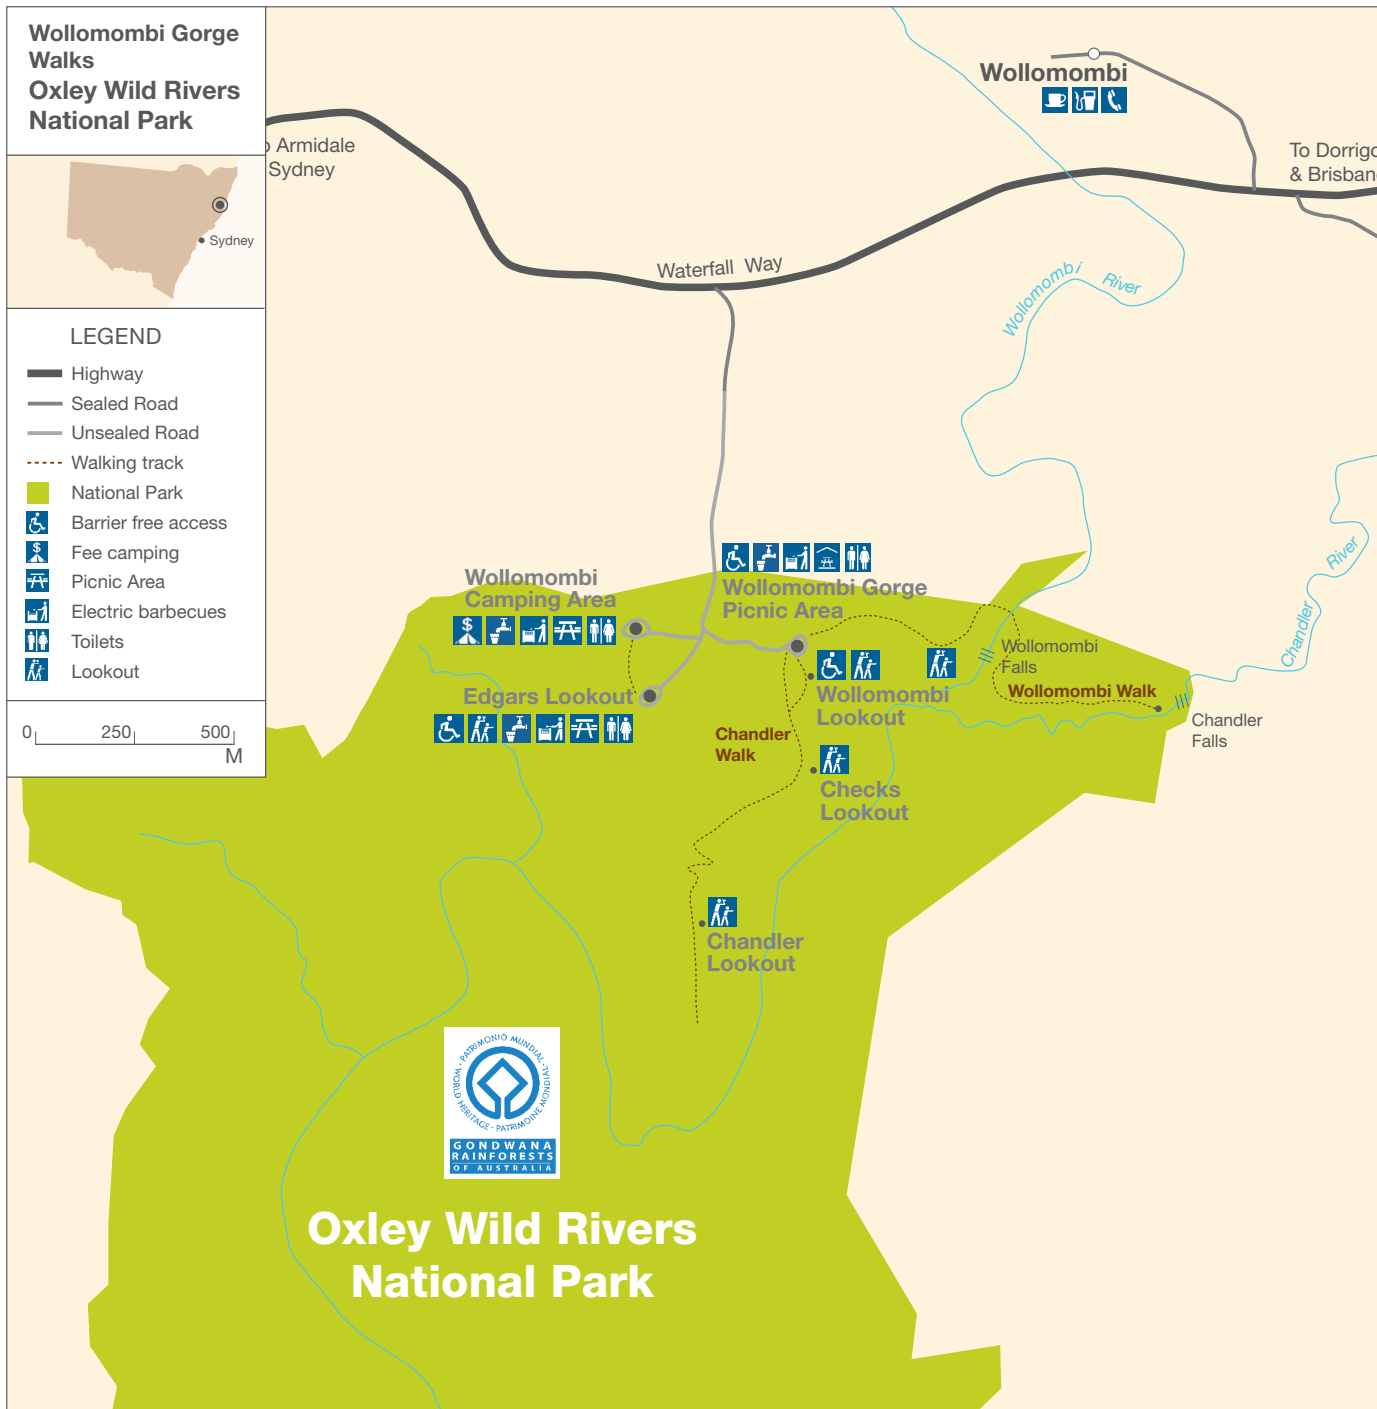 Wollomombi Gorge
Walks
Oxley Wild Rivers
National Park
Sydney
LEGEND
Highway
Sealed Road
Unsealed Road
Walking track
National Park
Barrier free access
$
Fee camping
Picnic Area
Electric barbecues
Toilets
Lookout
0 250 500
M
Armidale
Sydney
Wollomombi
To Dorrigo
& Brisban
Waterfall Way
Wollomombi River
Chandler River
Wollomombi
Camping Area
$
Wollomombi Gorge
Picnic Area
Edgars Lookout
Wollomombi
Lookout
Wollomombi
Falls
Wollomombi Walk
Chandler
Falls
Chandler
Walk
Checks
Lookout
Chandler
Lookout
PATRIMONIO MUNDIAL · WORLD HERITAGE · PATRIMOINE MONDIAL ·
GONDWANA
RAINFORESTS
OF AUSTRALIA
Oxley Wild Rivers
National Park